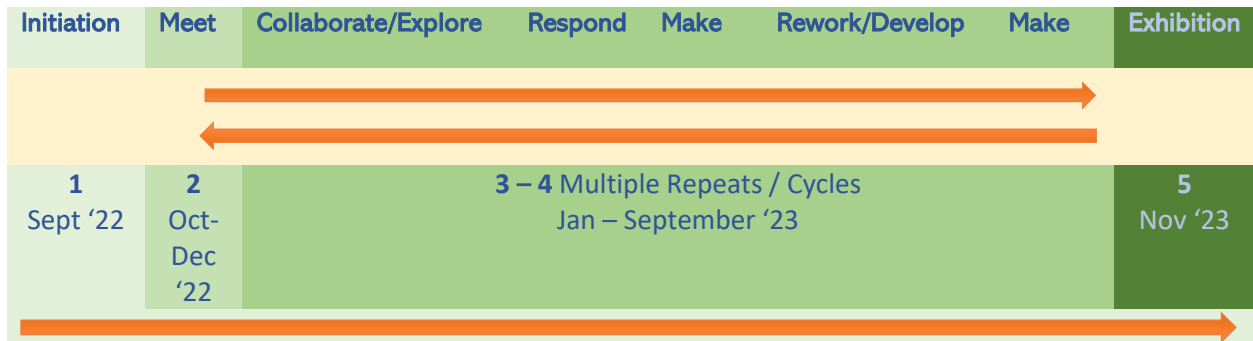 Initiation Meet Collaborate/Explore Respond Make Rework/Develop Make Exhibition
1 2 3 – 4 Multiple Repeats / Cycles 5
Sept ‘22 Oct- Jan – September ‘23 Nov ‘23
Dec
‘22